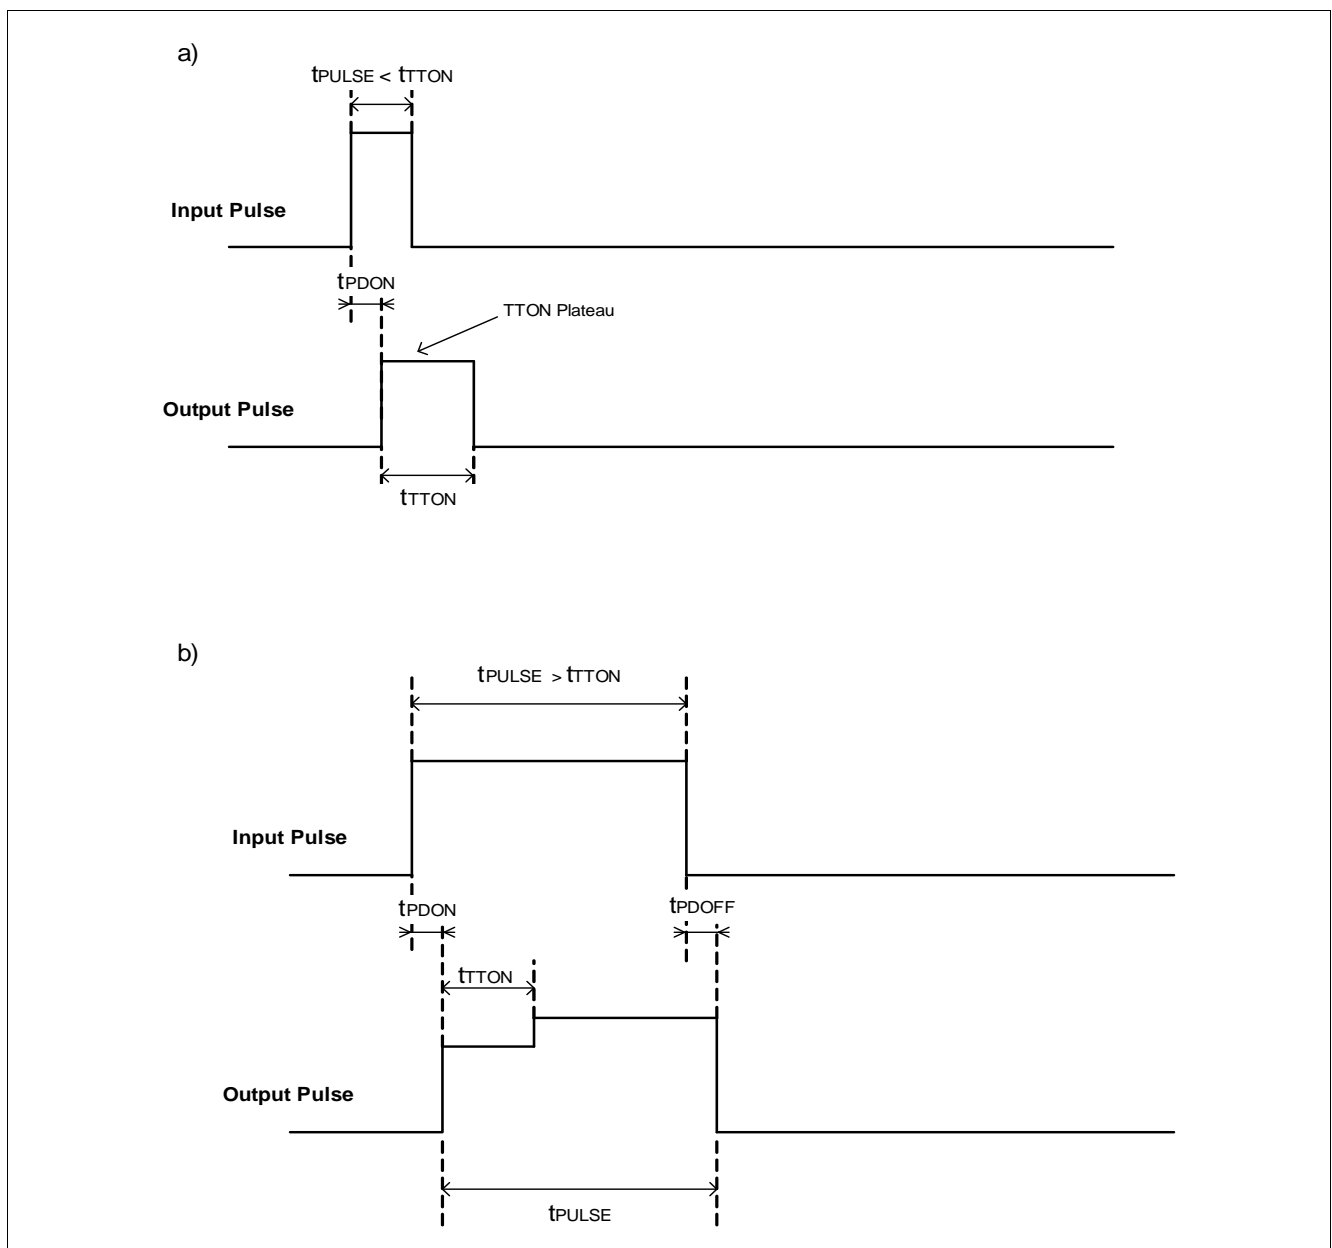 a)
tPULSE < tTTON
Input Pulse
tPDON
TTON Plateau
Output Pulse
tTTON
b)
tPULSE > tTTON
Input Pulse
tPDON
tPDOFF
tTTON
Output Pulse
tPULSE